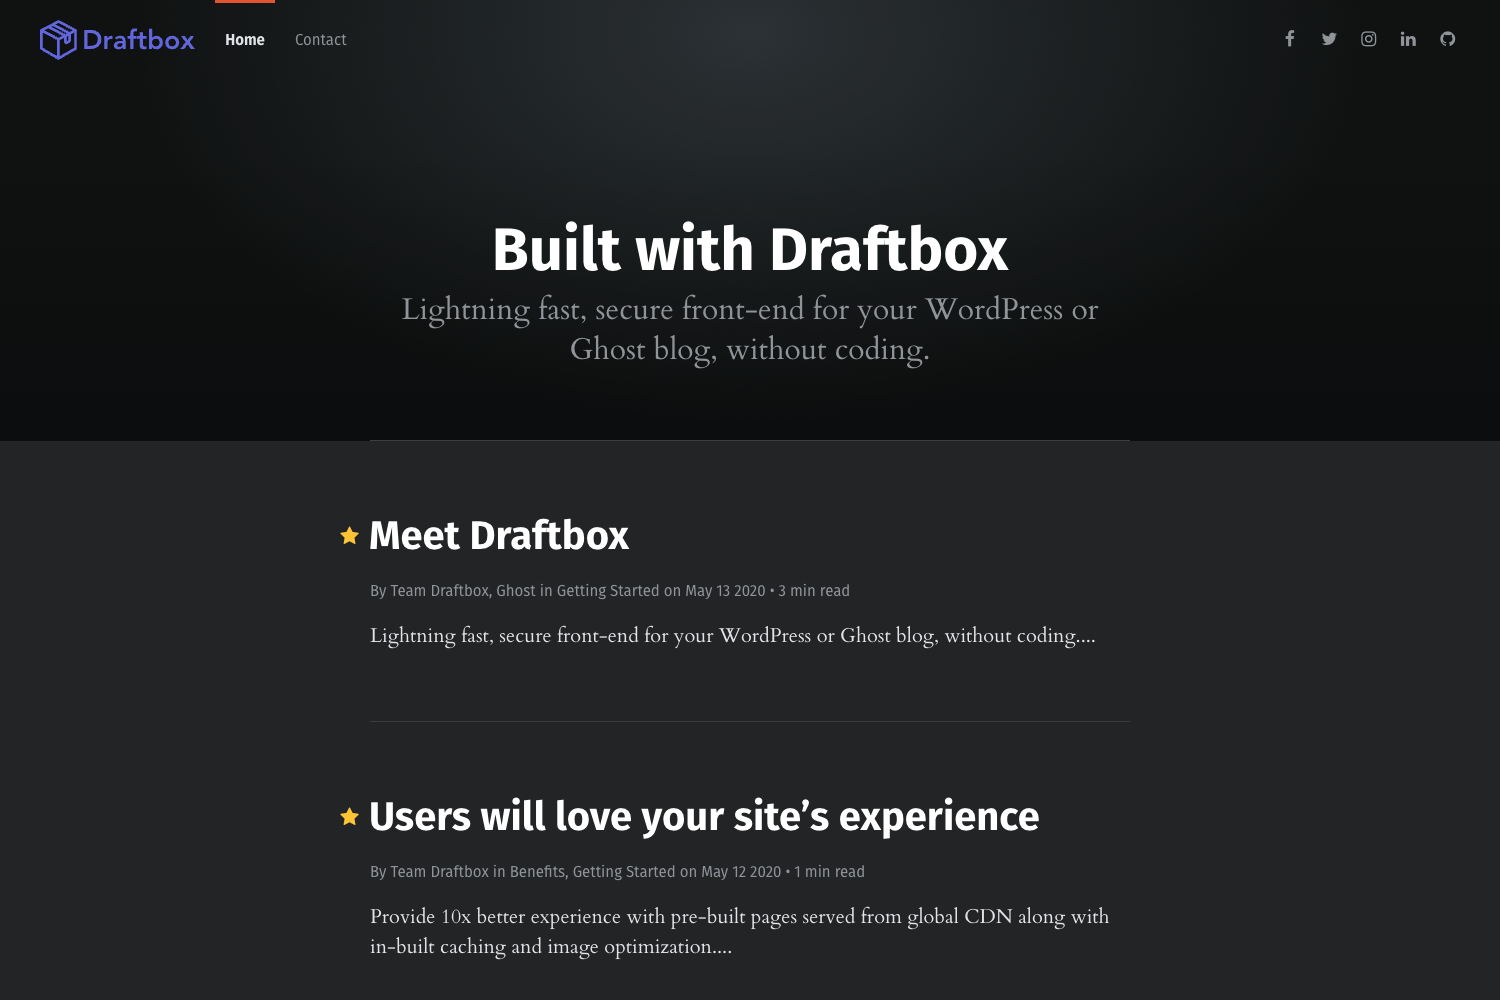 Draftbox
Home
Contact
Built with Draftbox
Lightning fast, secure front-end for your WordPress or
Ghost blog, without coding.
Meet Draftbox
By Team Draftbox, Ghost in Getting Started on May 13 2020 • 3 min read
Lightning fast, secure front-end for your WordPress or Ghost blog, without coding....
Users will love your site’s experience
By Team Draftbox in Benefits, Getting Started on May 12 2020 • 1 min read
Provide 10x better experience with pre-built pages served from global CDN along with
in-built caching and image optimization....